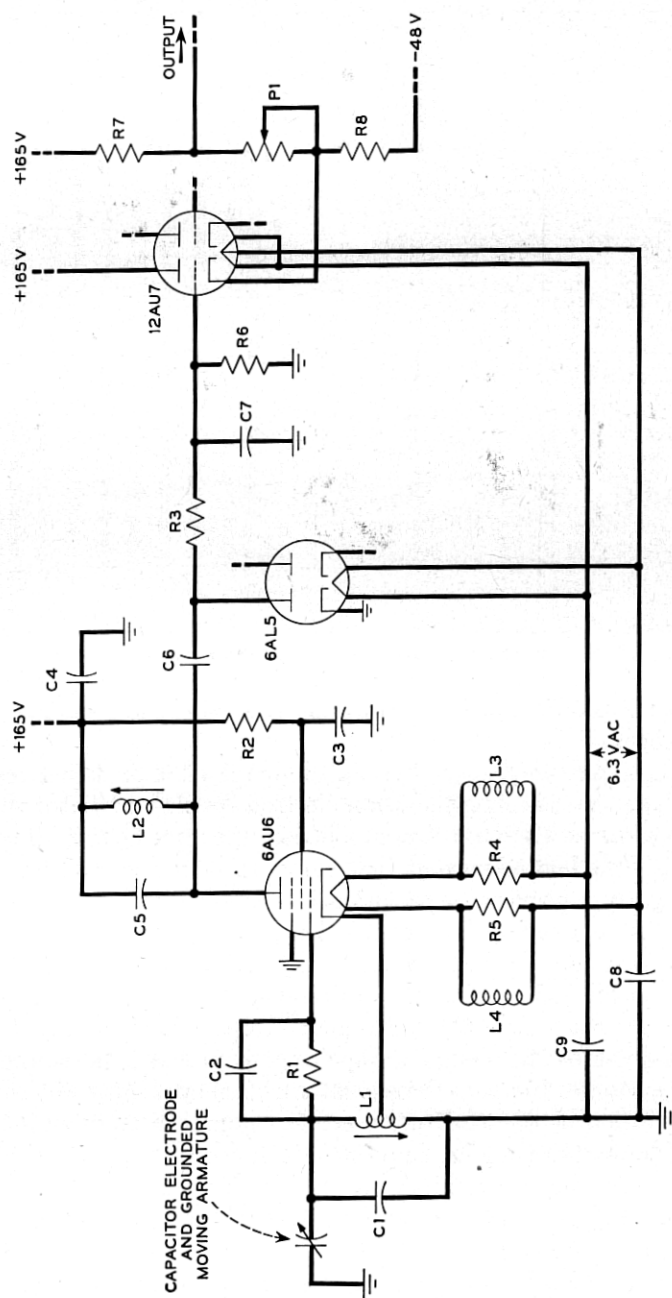 CAPACITOR ELECTRODE
AND GROUNDED
MOVING ARMATURE
C1
C2
R1
L1
C5
L2
+165V
C4
6AU6
R2
C3
C6
6AL5
R3
C7
R6
12AU7
+165V
+165V
R7
OUTPUT
P1
R8
-48V
L4
R5
R4
L3
6.3 VAC
C9
C8